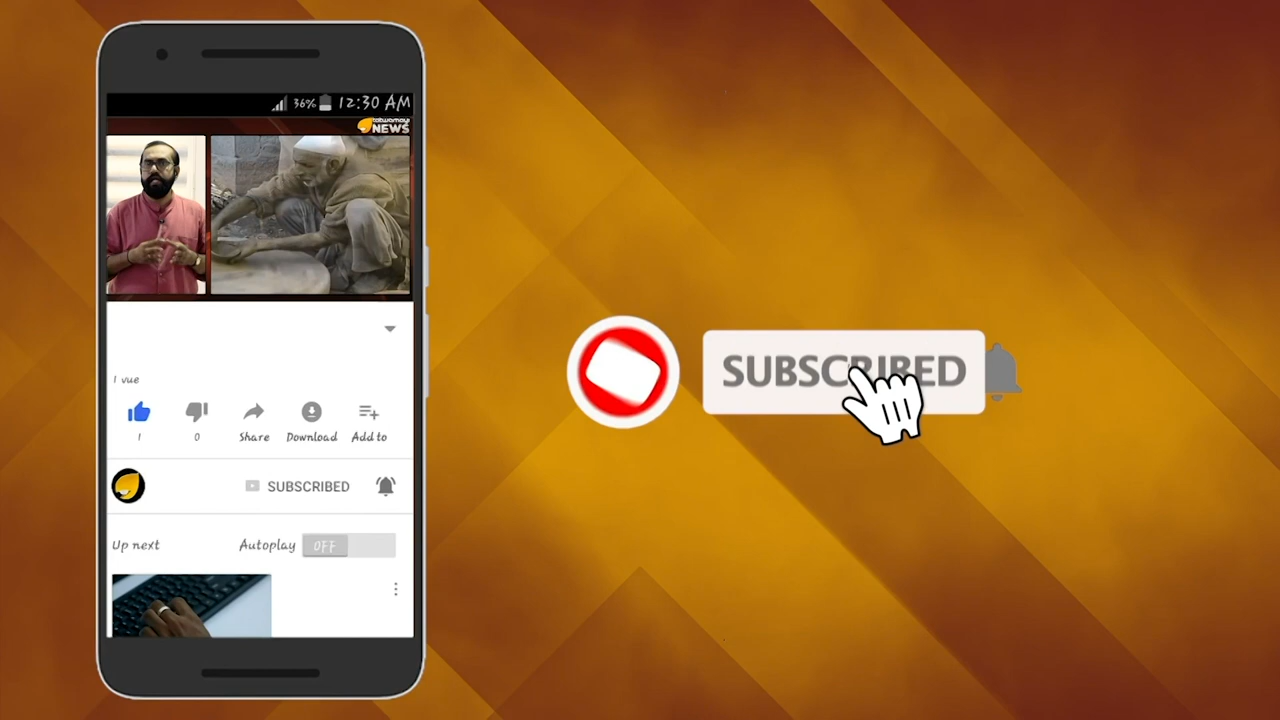 36% 12:30 AM
tatwamayi
NEWS
1 vue
1
0
Share
Download
Add to
SUBSCRIBED
Up next
Autoplay
OFF
SUBSCRIBED